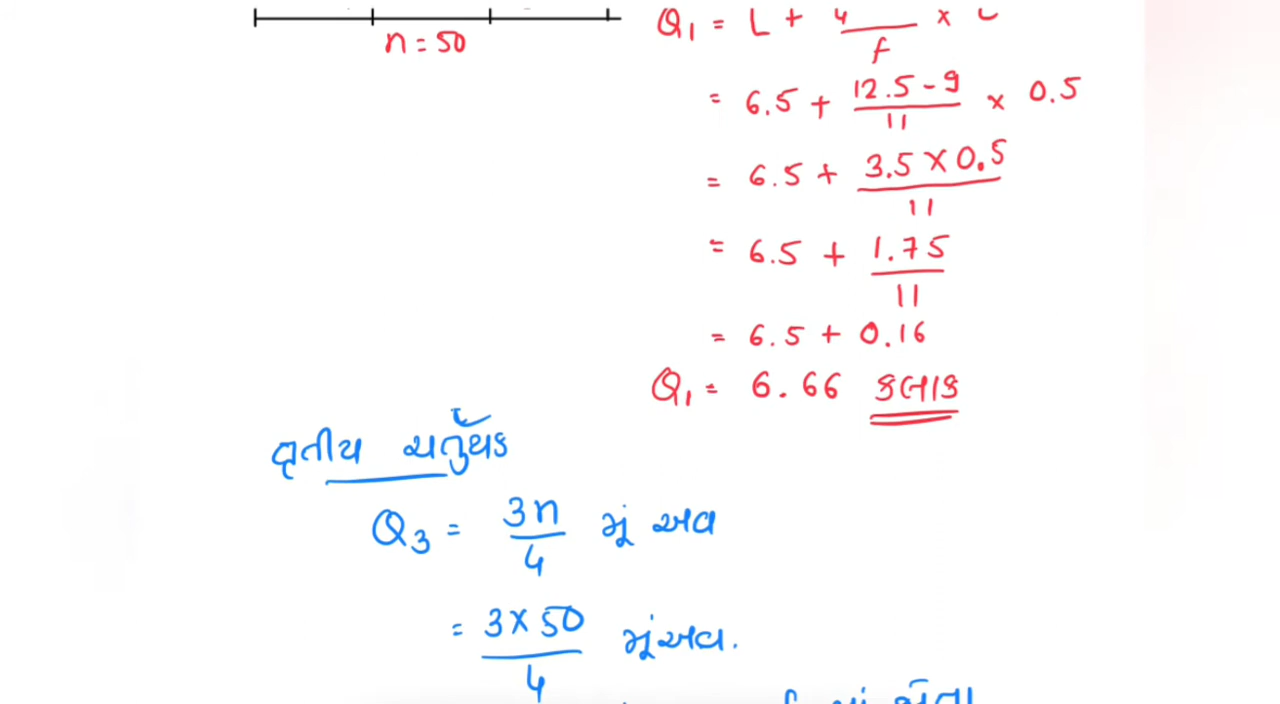 n = 50
Q₁ = L + 4/f ×
= 6.5 + (12.5 - 9)/11 × 0.5
= 6.5 + (3.5 × 0.5)/11
= 6.5 + 1.75/11
= 6.5 + 0.16
Q₁ = 6.66 કલાક
તૃતીય ચતુર્થક
Q₃ = 3n/4 મું અવ
= (3 × 50)/4 મું અવ.